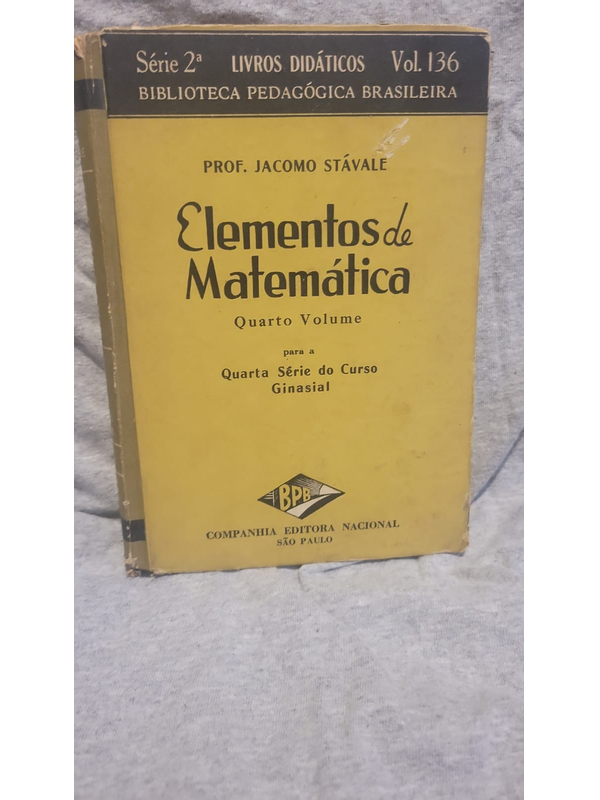 Série 2ª LIVROS DIDÁTICOS Vol. 136
BIBLIOTECA PEDAGÓGICA BRASILEIRA
PROF. JACOMO STÁVALE
Elementos de
Matemática
Quarto Volume
para a
Quarta Série do Curso
Ginasial
BPB
COMPANHIA EDITORA NACIONAL
SÃO PAULO